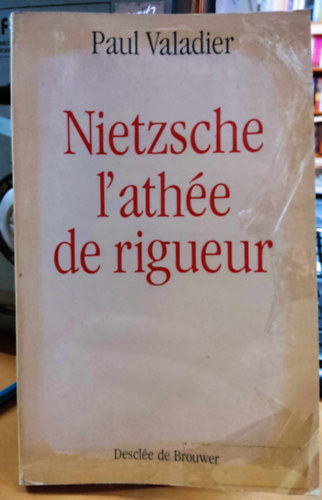 Paul Valadier
Nietzsche
l'athée
de rigueur
Desclée de Brouwer